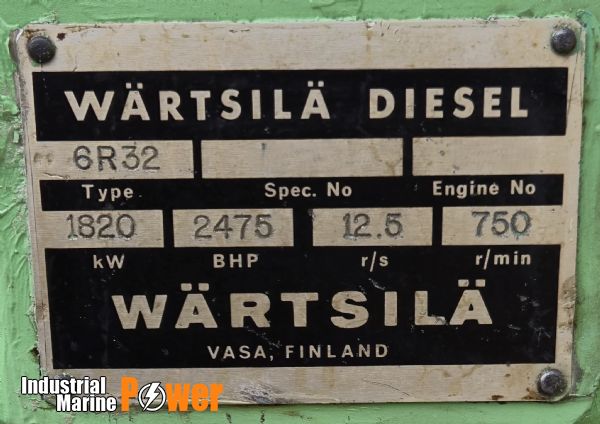 WÄRTSILÄ DIESEL
6R32
Type Spec. No Engine No
1820 2475 12.5 750
kW BHP r/s r/min
WÄRTSILÄ
VASA, FINLAND
Industrial
Marine Power